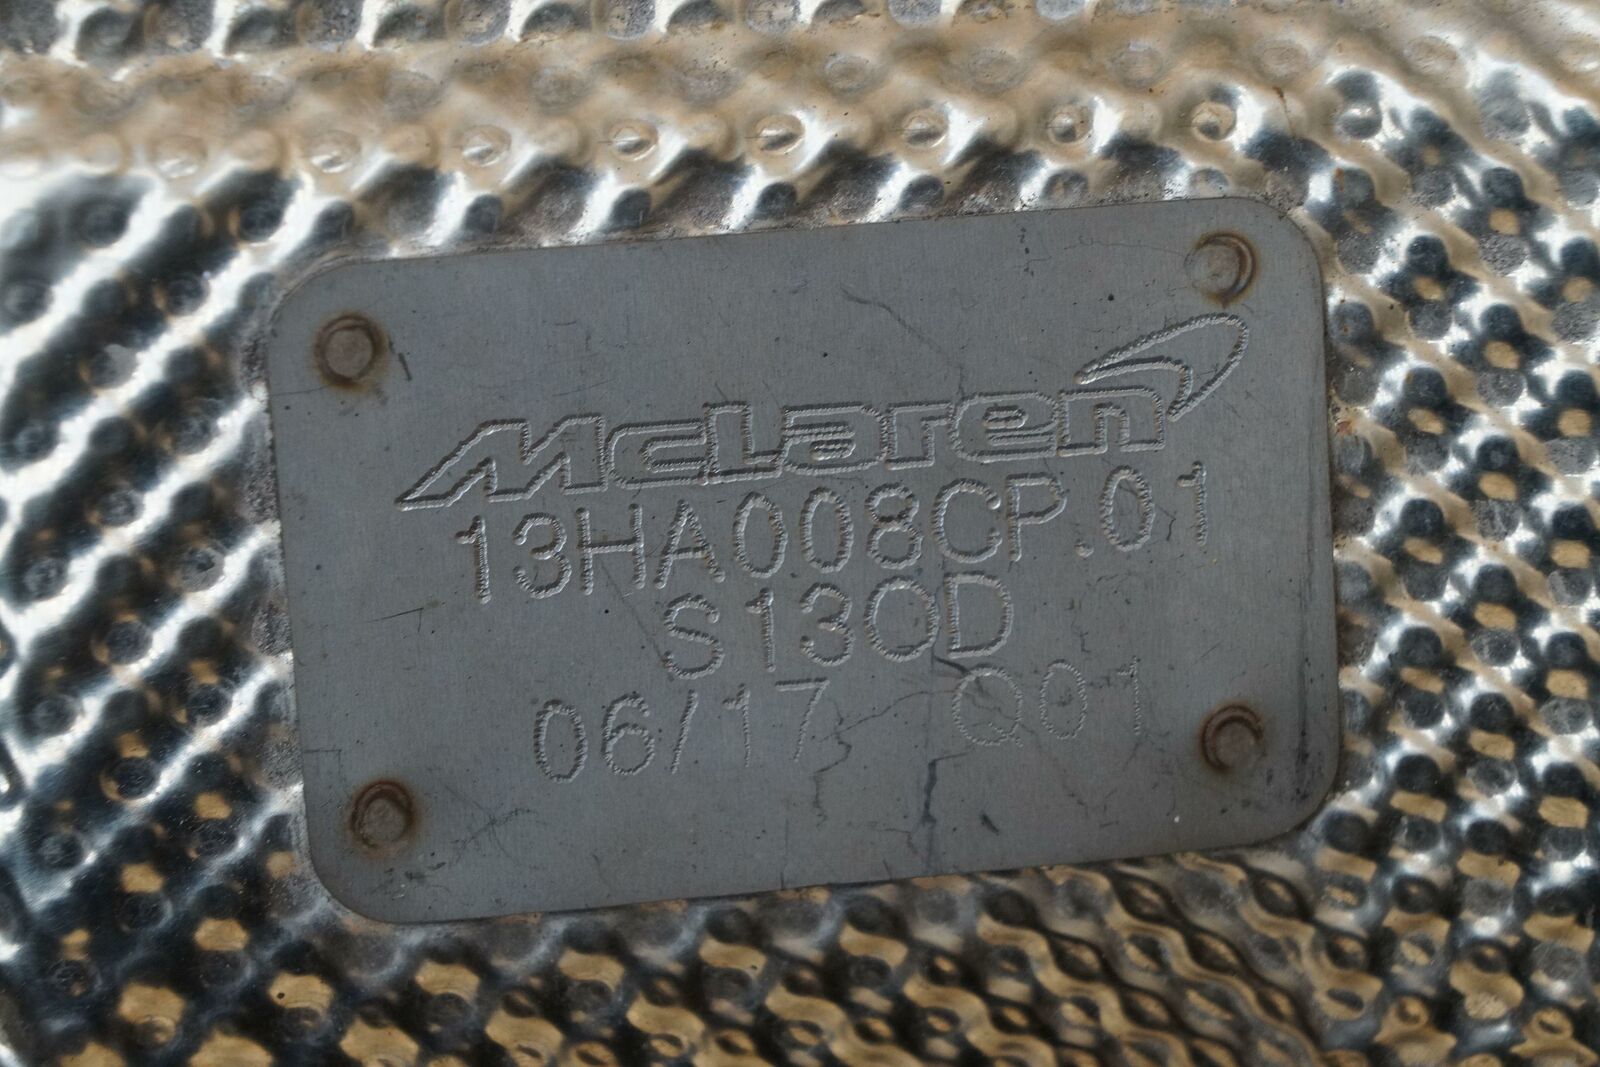 McLaren
13HA008CP.01
S13OD
06/17 Q01